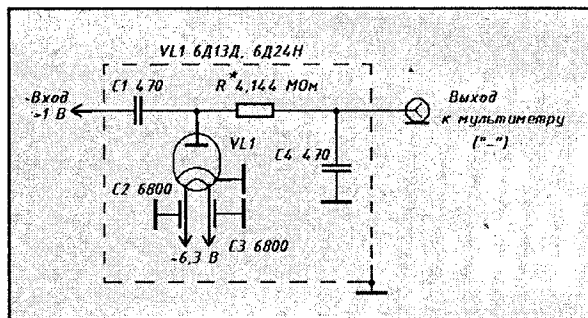 VL1 6Д13Д, 6Д24Н
C1 470
R* 4,144 МОм
~Вход
>1 В
Выход
к мультиметру
("−")
VL1
C4 470
C2 6800
C3 6800
~6,3 В